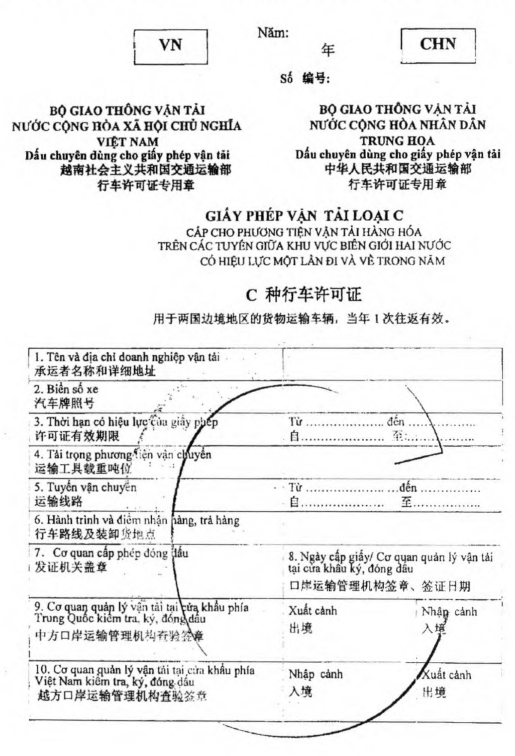 VN
Năm:
年
CHN
Số 编号:
BỘ GIAO THÔNG VẬN TẢI
NƯỚC CỘNG HÒA XÃ HỘI CHỦ NGHĨA
VIỆT NAM
Dấu chuyên dùng cho giấy phép vận tải
越南社会主义共和国交通运输部
行车许可证专用章
BỘ GIAO THÔNG VẬN TẢI
NƯỚC CỘNG HÒA NHÂN DÂN
TRUNG HOA
Dấu chuyên dùng cho giấy phép vận tải
中华人民共和国交通运输部
行车许可证专用章
GIẤY PHÉP VẬN TẢI LOẠI C
CẤP CHO PHƯƠNG TIỆN VẬN TẢI HÀNG HÓA
TRÊN CÁC TUYẾN GIỮA KHU VỰC BIÊN GIỚI HAI NƯỚC
CÓ HIỆU LỰC MỘT LẦN ĐI VÀ VỀ TRONG NĂM
C 种行车许可证
用于两国边境地区的货物运输车辆，当年 1 次往返有效。
1. Tên và địa chỉ doanh nghiệp vận tải
承运者名称和详细地址
2. Biển số xe
汽车牌照号
3. Thời hạn có hiệu lực của giấy phép
许可证有效期限
Từ .................... đến .................
自 .................... 至 .................
4. Tải trọng phương tiện vận chuyển
运输工具载重吨位
5. Tuyến vận chuyển
运输线路
Từ ......................đến ...............
自 ...................... 至 ...............
6. Hành trình và điểm nhận hàng, trả hàng
行车路线及装卸货地点
7. Cơ quan cấp phép đóng dấu
发证机关盖章
8. Ngày cấp giấy/ Cơ quan quản lý vận tải
tại cửa khẩu ký, đóng dấu
口岸运输管理机构签章、签证日期
9. Cơ quan quản lý vận tải tại cửa khẩu phía
Trung Quốc kiểm tra, ký, đóng dấu
中方口岸运输管理机构查验签章
Xuất cảnh
出境
Nhập cảnh
入境
10. Cơ quan quản lý vận tải tại cửa khẩu phía
Việt Nam kiểm tra, ký, đóng dấu
越方口岸运输管理机构查验签章
Nhập cảnh
入境
Xuất cảnh
出境